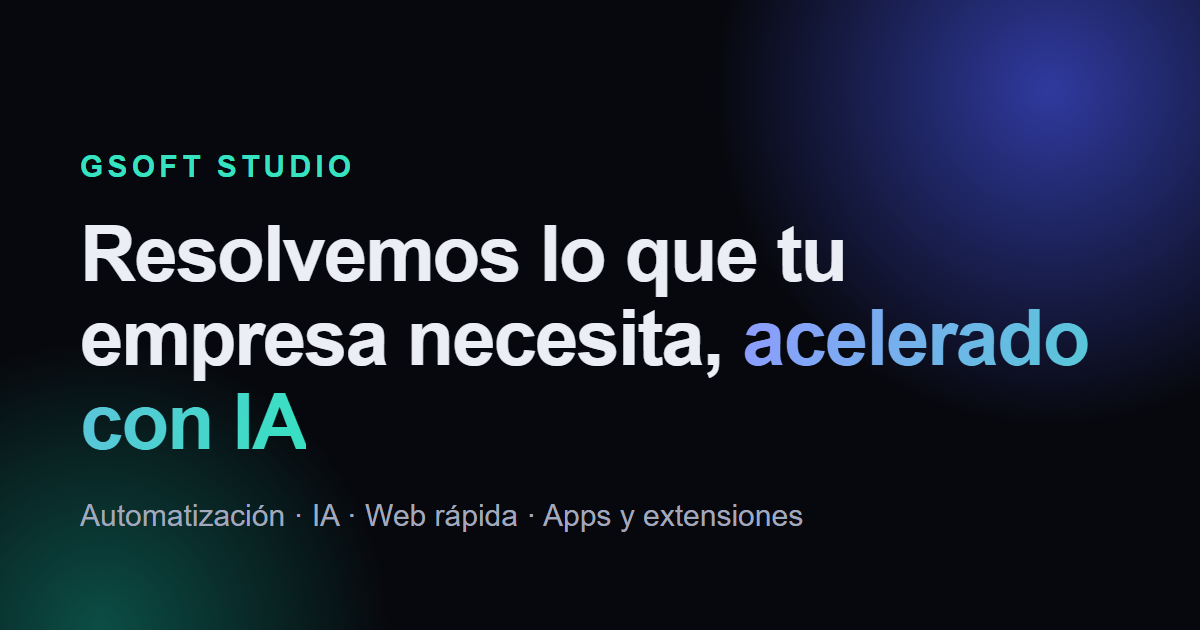 GSOFT STUDIO
Resolvemos lo que tu
empresa necesita, acelerado
con IA
Automatización · IA · Web rápida · Apps y extensiones